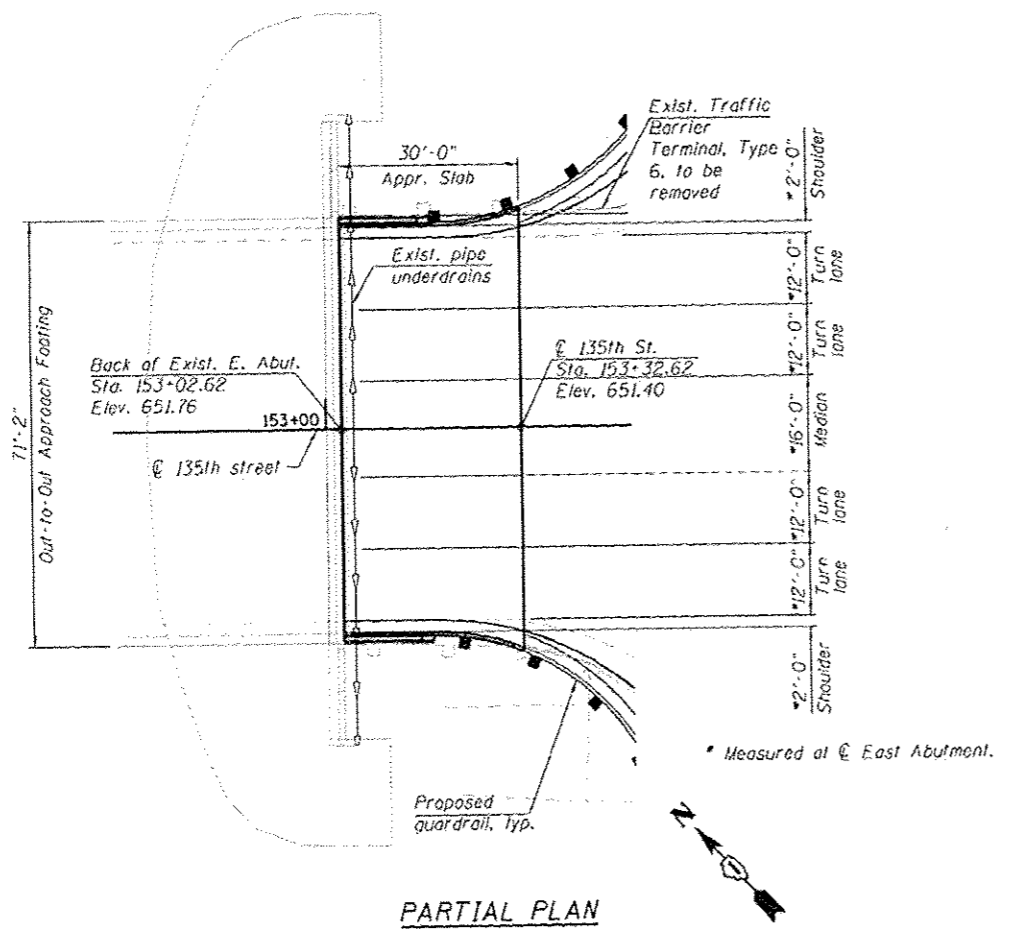 Exist. Traffic
Barrier
Terminal, Type
6, to be
removed
30'-0"
Appr. Slab
* 2'-0"
Shoulder
Exist. pipe
underdrains
*12'-0"
Turn
lane
*12'-0"
Turn
lane
Back of Exist. E. Abut.
Sta. 153+02.62
Elev. 651.76
℄ 135th St.
Sta. 153+32.62
Elev. 651.40
153+00
℄ 135th street
*16'-0"
Median
71'-2"
Out-to-Out Approach Footing
*12'-0"
Turn
lane
*12'-0"
Turn
lane
*2'-0"
Shoulder
* Measured at ℄ East Abutment.
Proposed
guardrail, typ.
N
PARTIAL PLAN